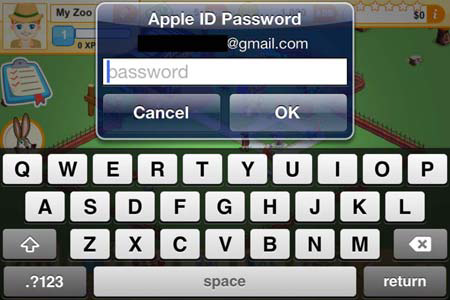 My Zoo
Apple ID Password
$0 i
1
0 XP
@gmail.com
password
Cancel
OK
Q W E R T Y U I O P
A S D F G H J K L
Z X C V B N M
.?123
space
return